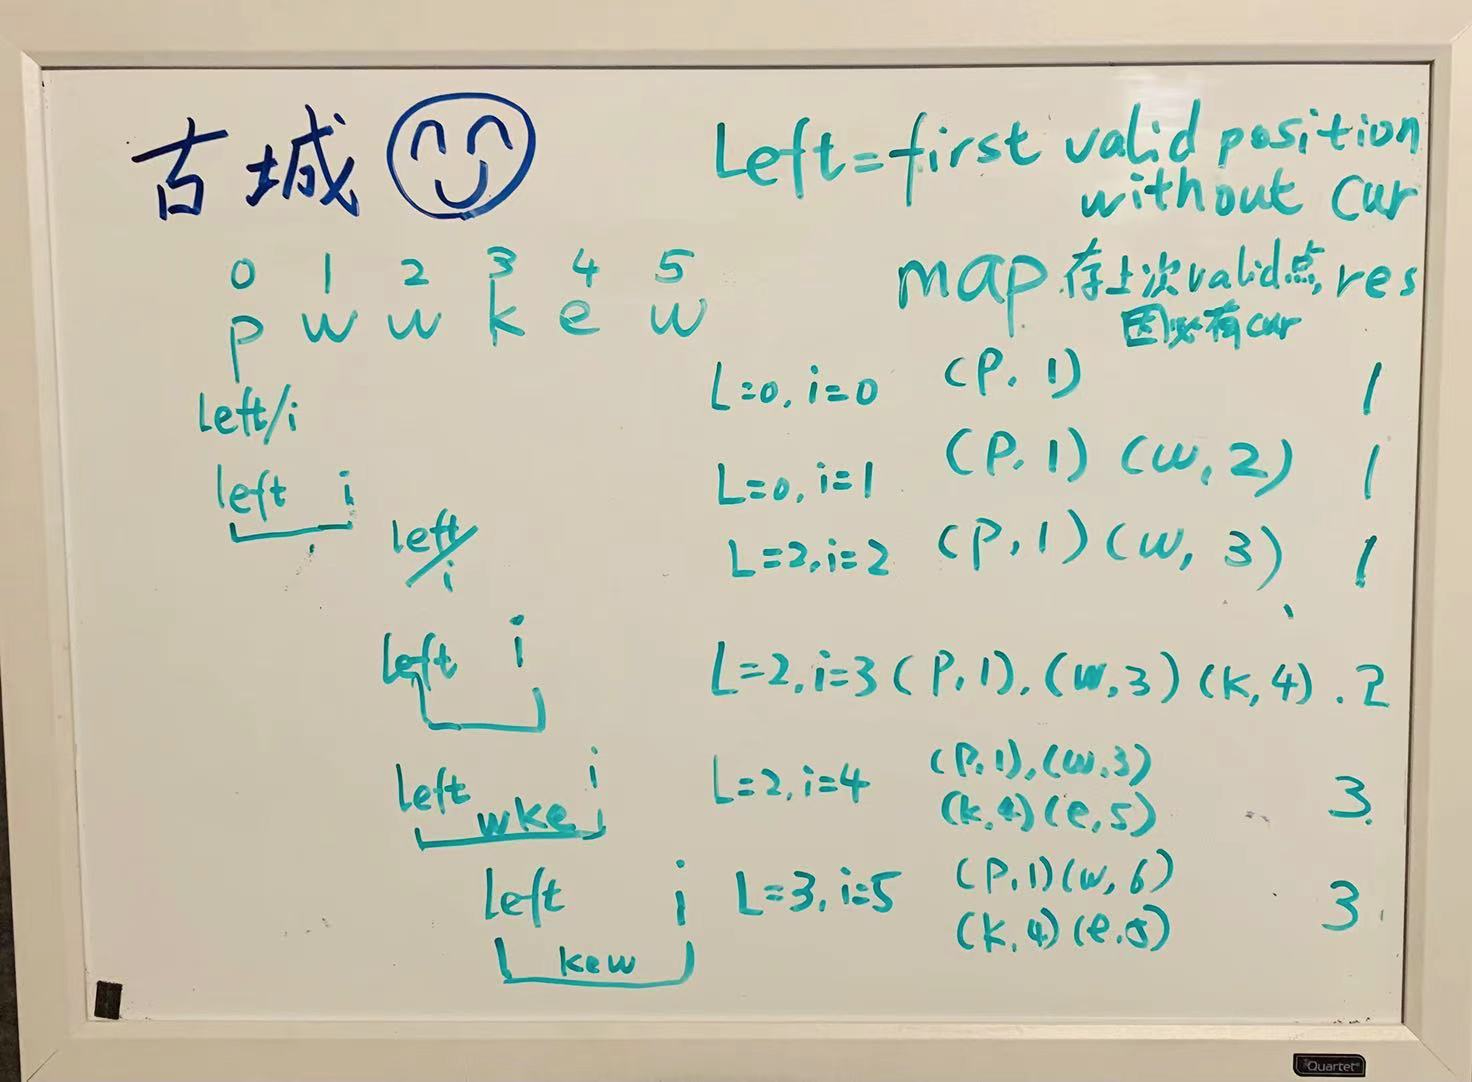 古城
Left = first valid position
without cur
0 1 2 3 4 5
p w w k e w
map 存上次valid点, res
因必有cur
left/i
L=0, i=0 (P, 1) 1
left i
L=0, i=1 (P, 1) (w, 2) 1
left/i
L=2, i=2 (P, 1) (w, 3) 1
left i
L=2, i=3 (P, 1), (w, 3) (k, 4) . 2
left i
wke
L=2, i=4 (P, 1), (w, 3) 3
(k, 4) (e, 5)
left i
L=3, i=5 (P, 1) (w, 6) 3
(k, 4) (e, 5)
kew
Quartet